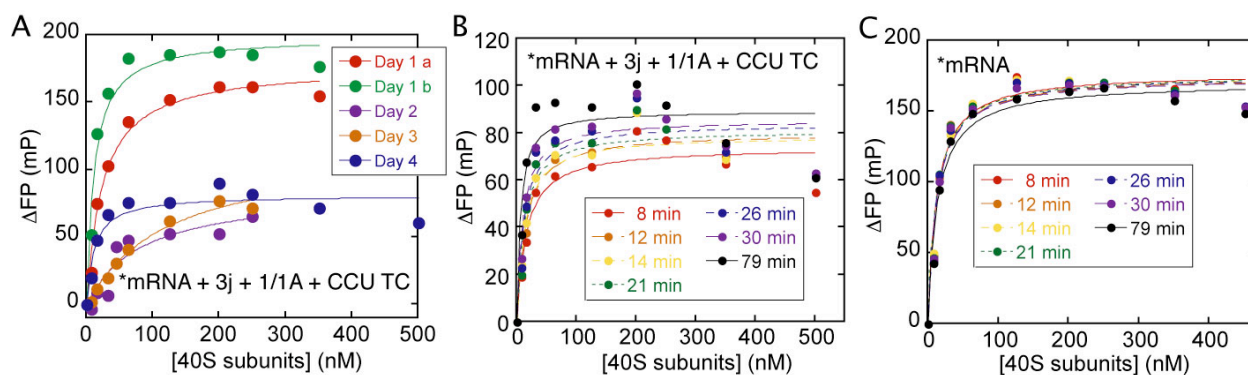 A
ΔFP (mP)
200
150
100
50
0
Day 1 a
Day 1 b
Day 2
Day 3
Day 4
*mRNA + 3j + 1/1A + CCU TC
0 100 200 300 400 500
[40S subunits] (nM)
B
ΔFP (mP)
120
100
80
60
40
20
0
*mRNA + 3j + 1/1A + CCU TC
8 min
12 min
14 min
21 min
26 min
30 min
79 min
0 100 200 300 400 500
[40S subunits] (nM)
C
ΔFP (mP)
200
150
100
50
0
*mRNA
8 min
12 min
14 min
21 min
26 min
30 min
79 min
0 100 200 300 400
[40S subunits] (nM)